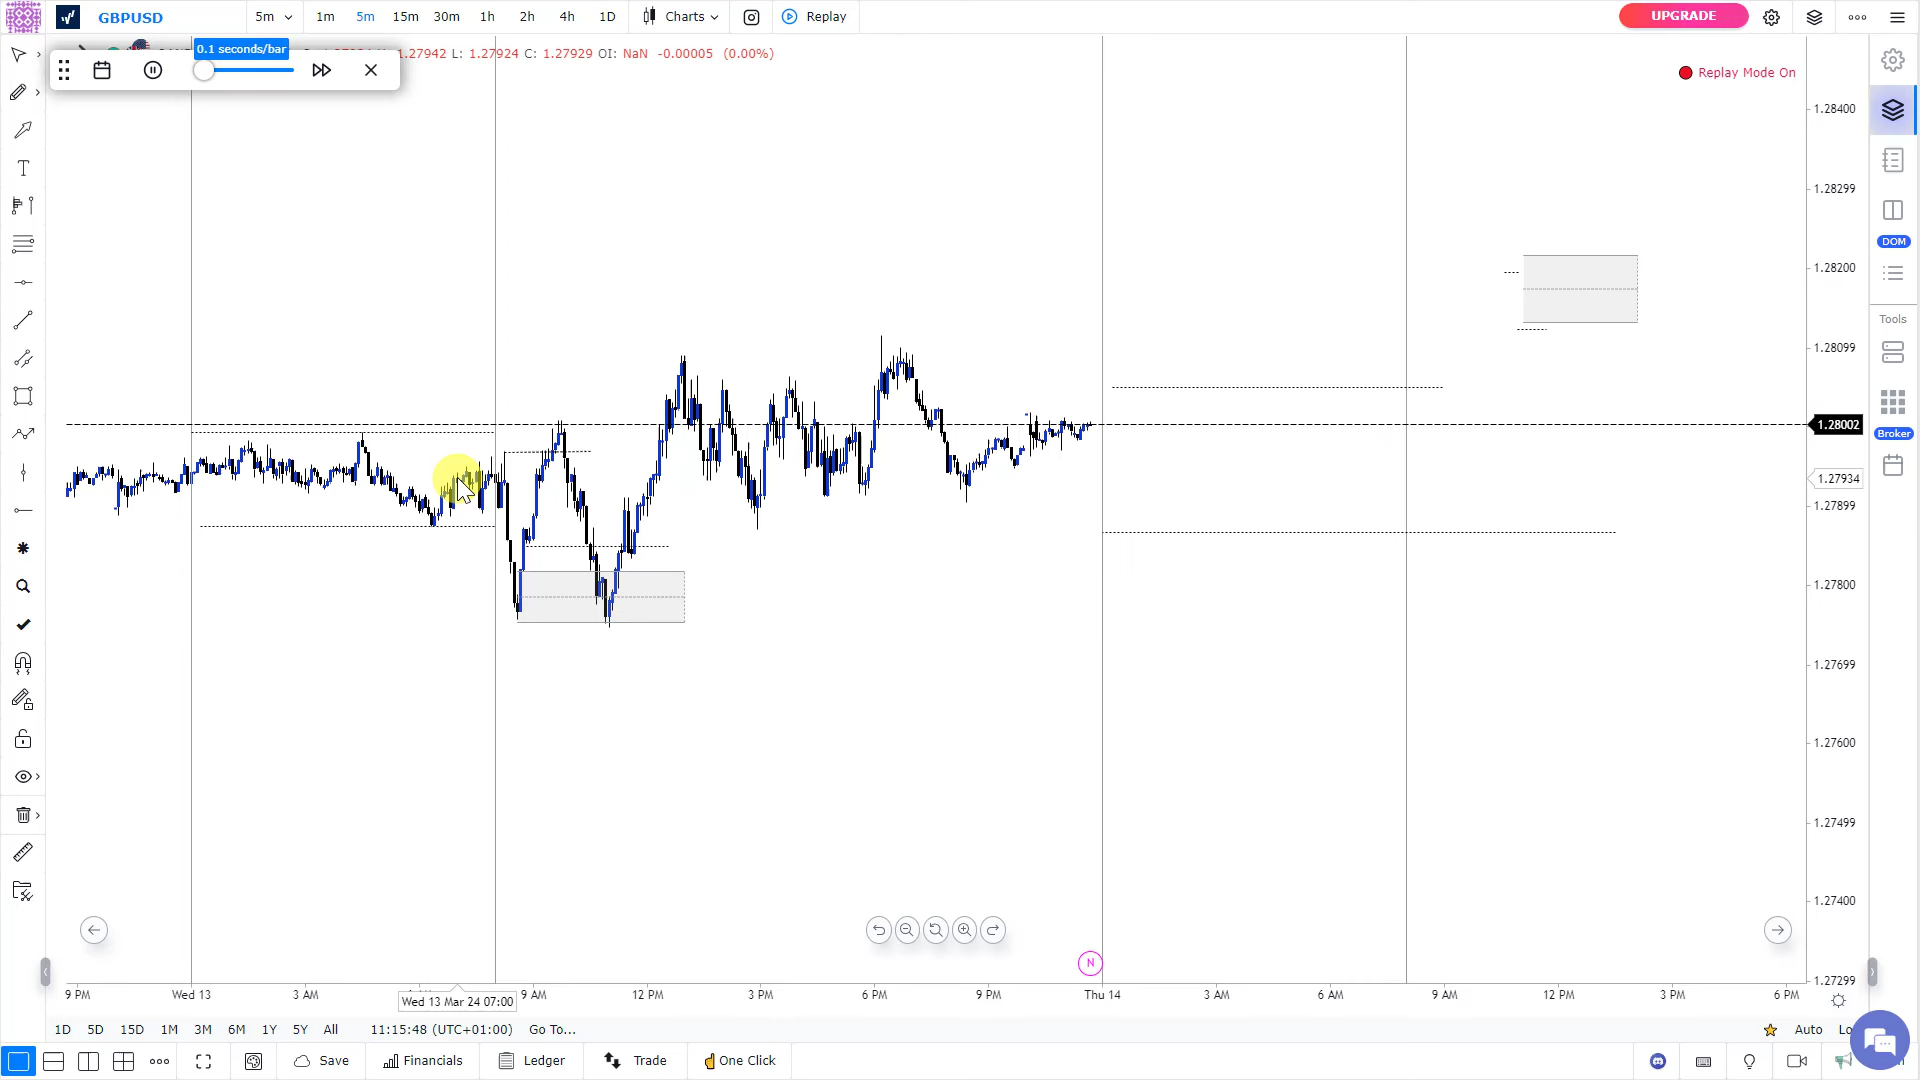 GBPUSD 5m 1m 5m 15m 30m 1h 2h 4h 1D Charts Replay UPGRADE
0.1 seconds/bar
1.27942 L: 1.27924 C: 1.27929 OI: NaN -0.00005 (0.00%)
Replay Mode On
1.28400
1.28299
DOM
1.28200
Tools
1.28099
1.28002
Broker
1.27934
1.27899
1.27800
1.27699
1.27600
1.27499
1.27400
N
1.27299
9 PM Wed 13 3 AM 9 AM 12 PM 3 PM 6 PM 9 PM Thu 14 3 AM 6 AM 9 AM 12 PM 3 PM 6 PM
Wed 13 Mar 24 07:00
1D 5D 15D 1M 3M 6M 1Y 5Y All 11:15:48 (UTC+01:00) Go To... Auto
Save Financials Ledger Trade One Click